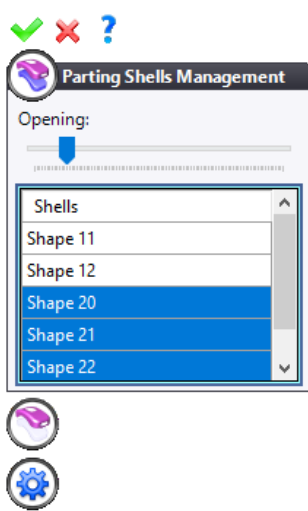 ?
Parting Shells Management
Opening:
Shells
Shape 11
Shape 12
Shape 20
Shape 21
Shape 22